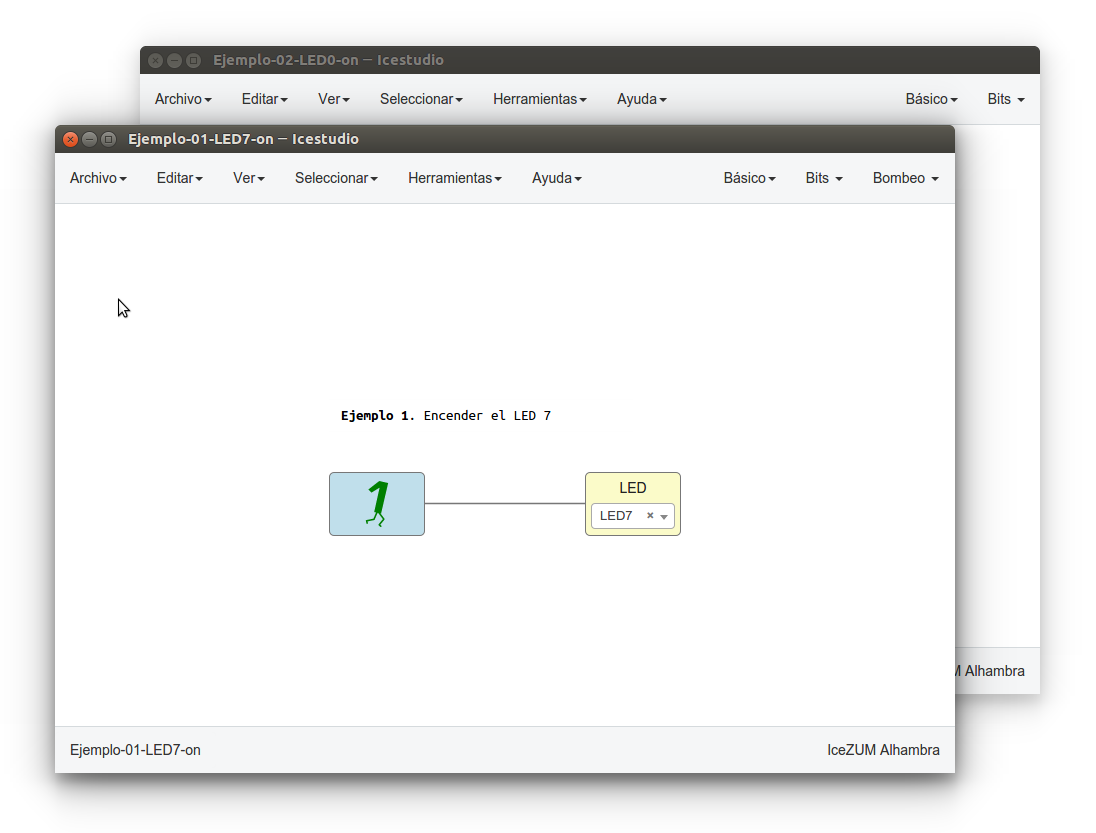 Ejemplo-02-LED0-on — Icestudio
Archivo Editar Ver Seleccionar Herramientas Ayuda Básico Bits
Ejemplo-01-LED7-on — Icestudio
Archivo Editar Ver Seleccionar Herramientas Ayuda Básico Bits Bombeo
Ejemplo 1. Encender el LED 7
1
LED
LED7
Alhambra
Ejemplo-01-LED7-on IceZUM Alhambra